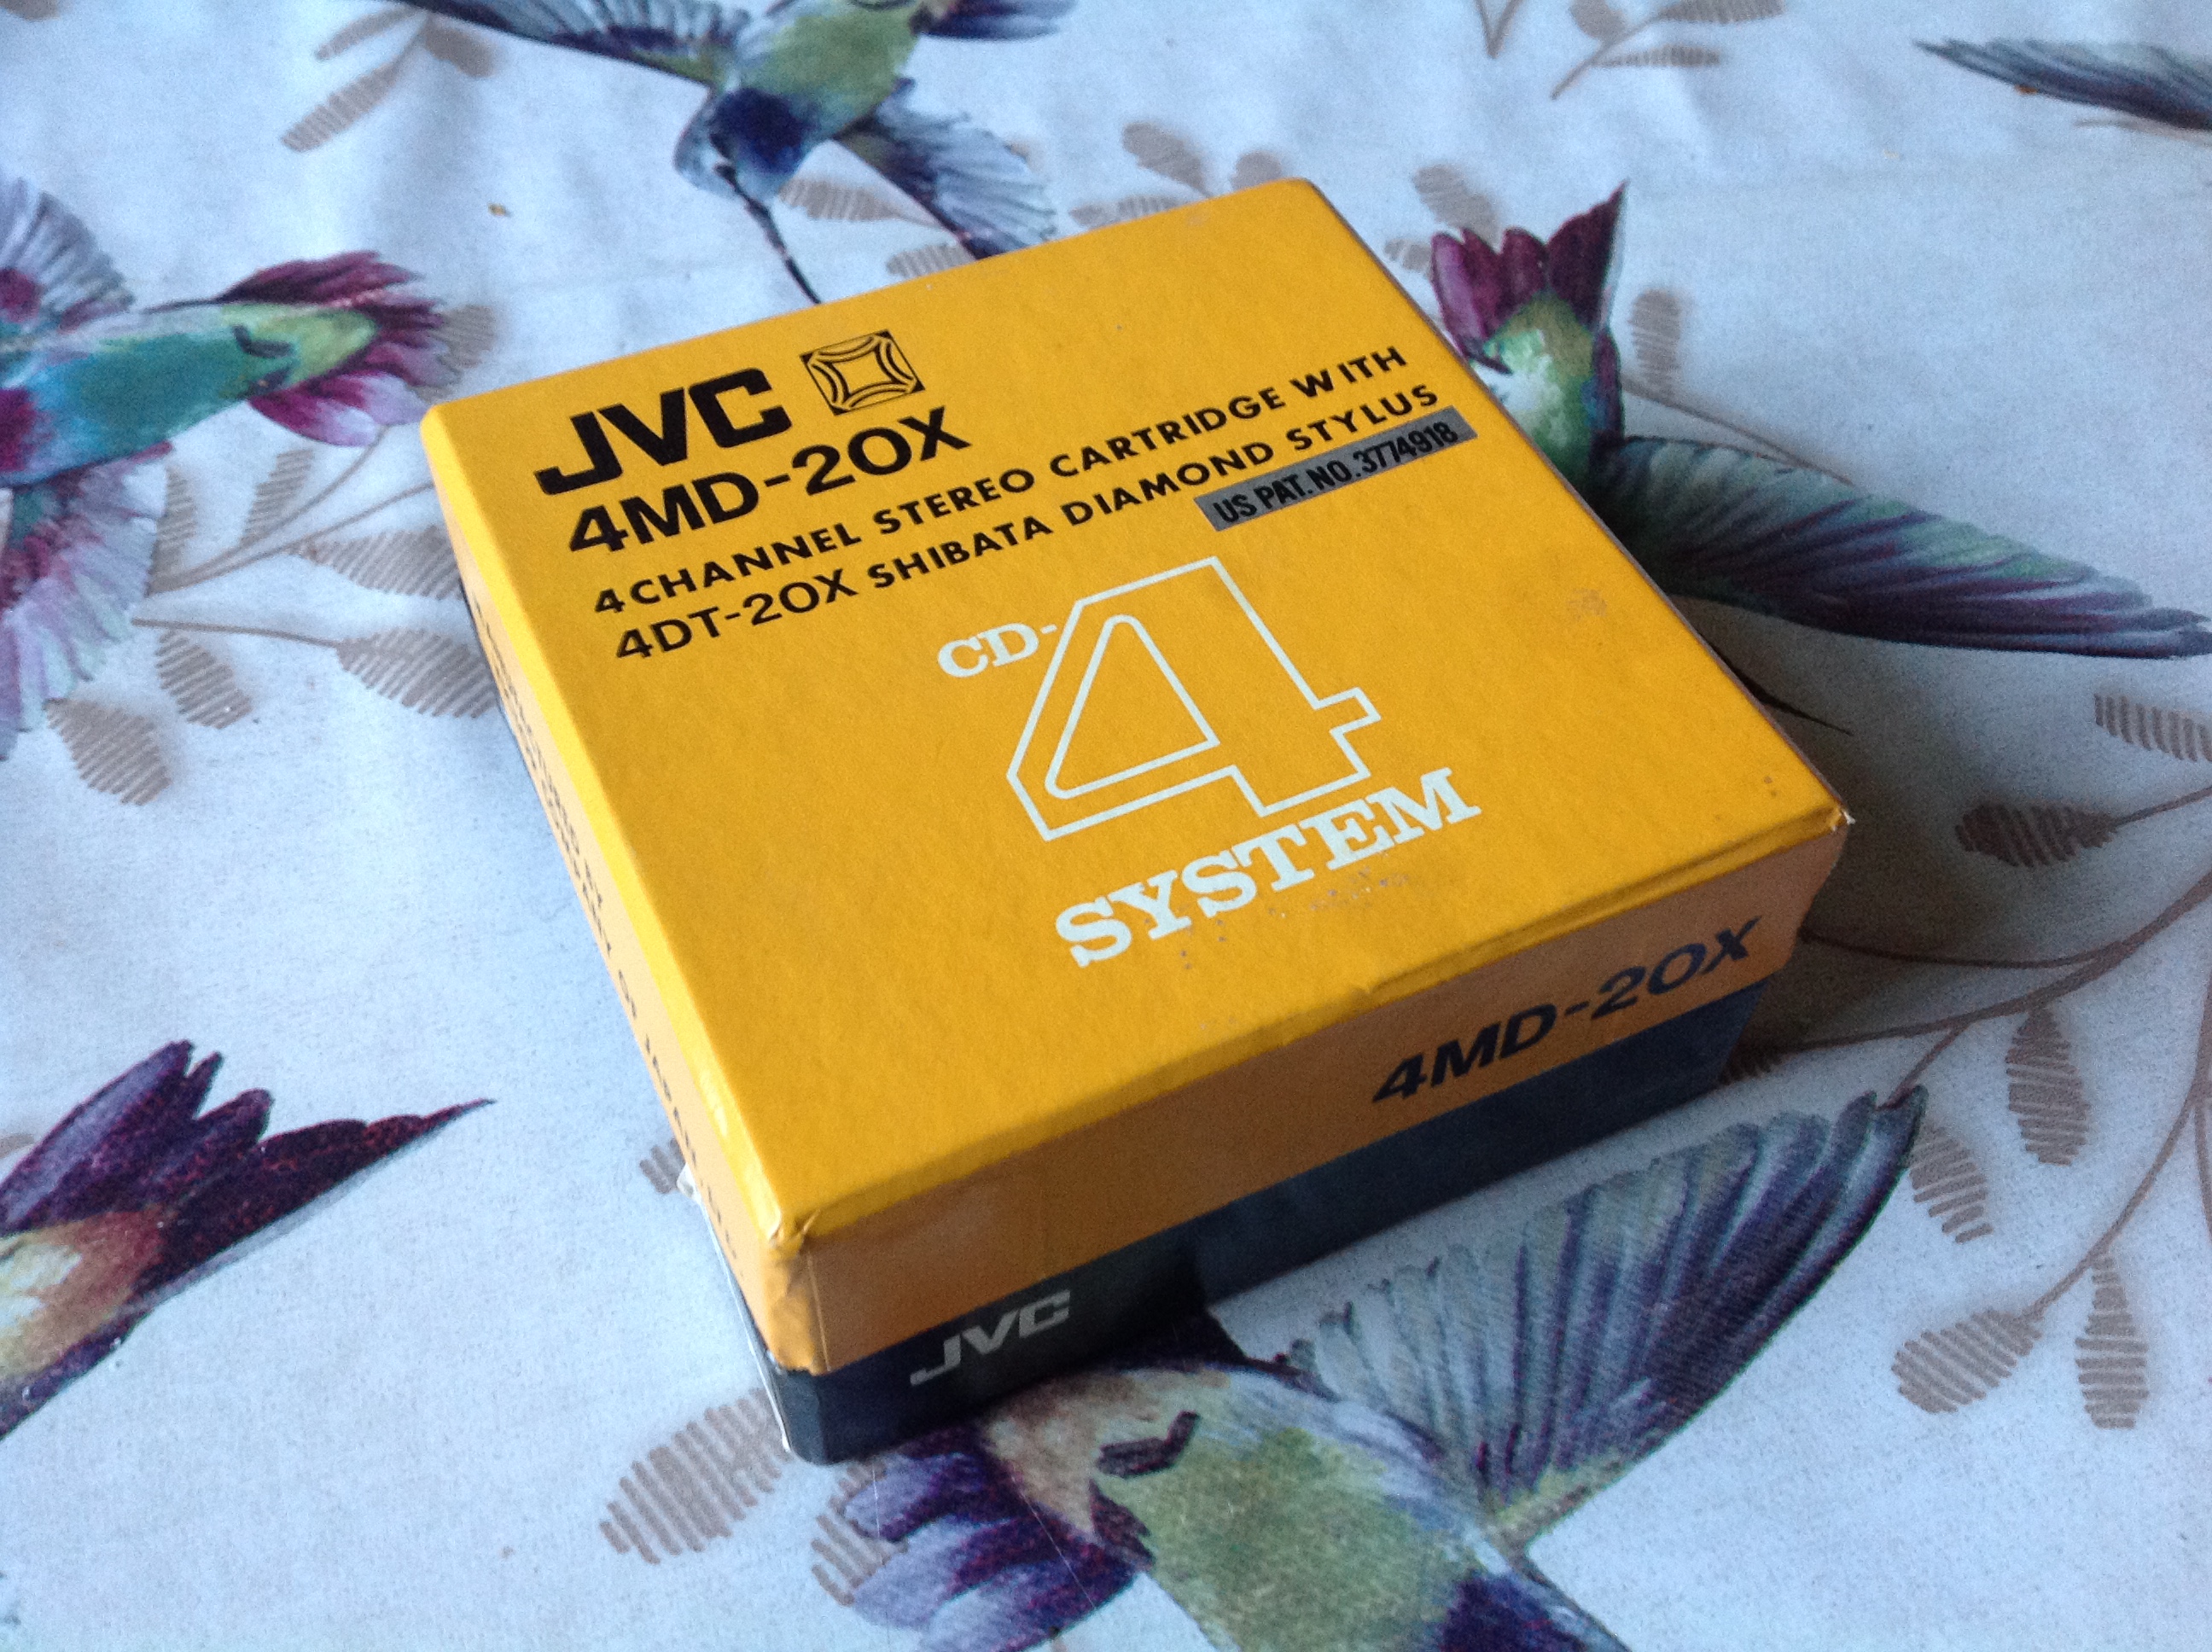 JVC
4MD-20X
4CHANNEL STEREO CARTRIDGE WITH
4DT-20X SHIBATA DIAMOND STYLUS
US PAT.NO.3774918
CD-4
SYSTEM
4MD-20X
JVC